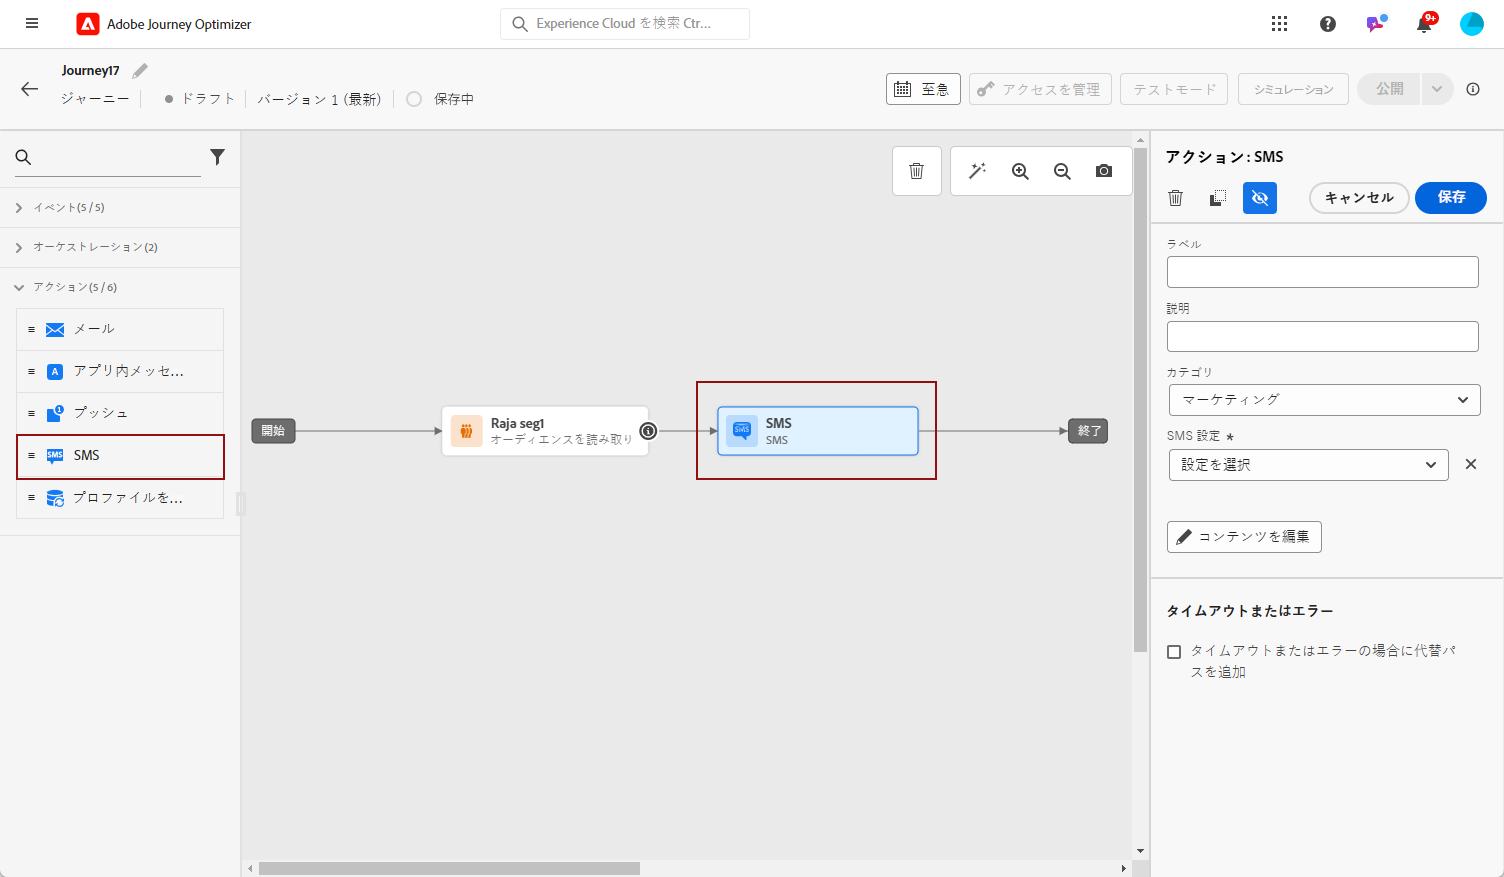 Adobe Journey Optimizer
Experience Cloud を検索 Ctr...
9+
Journey17
ジャーニー
ドラフト
バージョン 1 (最新)
保存中
至急
アクセスを管理
テストモード
シミュレーション
公開
イベント(5 / 5)
オーケストレーション(2)
アクション(5 / 6)
メール
アプリ内メッセ...
プッシュ
SMS
プロファイルを...
開始
Raja seg1
オーディエンスを読み取り
SMS
SMS
終了
アクション: SMS
キャンセル
保存
ラベル
説明
カテゴリ
マーケティング
SMS 設定 *
設定を選択
コンテンツを編集
タイムアウトまたはエラー
タイムアウトまたはエラーの場合に代替パ
スを追加